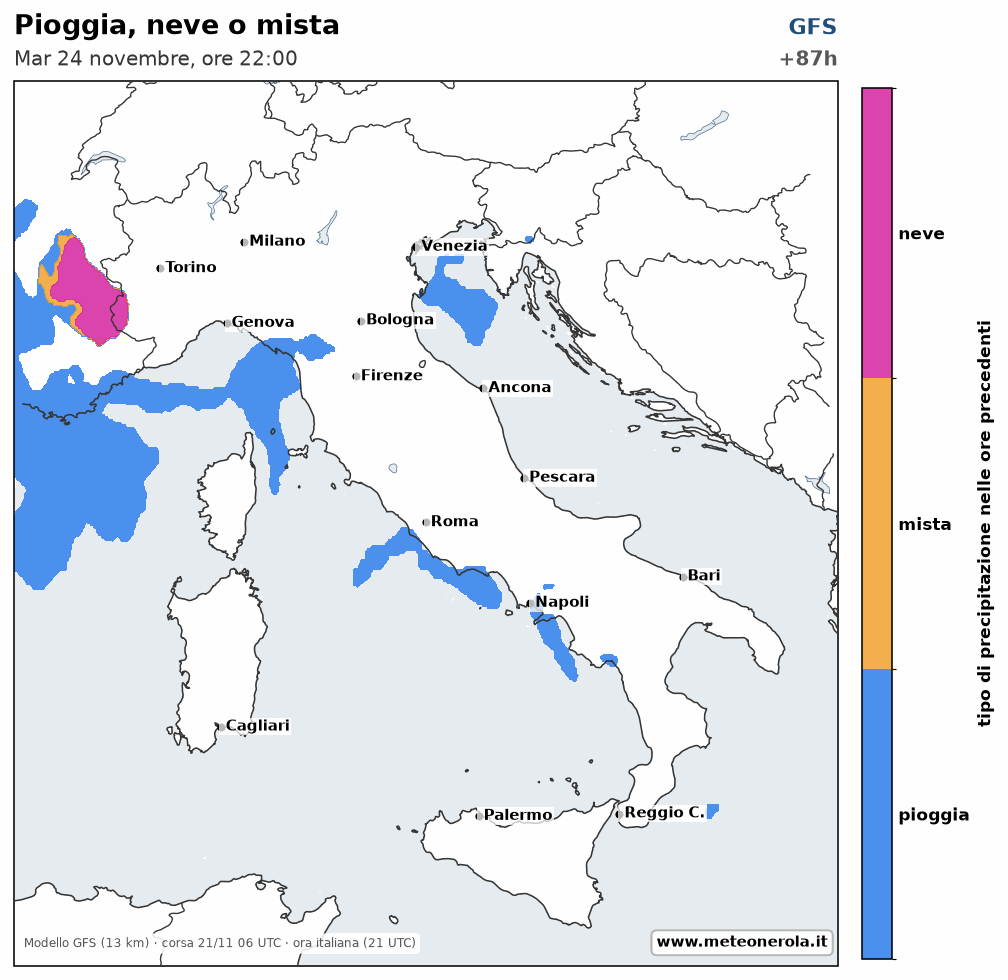 Pioggia, neve o mista
GFS
Mar 24 novembre, ore 22:00
+87h
neve
mista
pioggia
tipo di precipitazione nelle ore precedenti
Milano
Venezia
Torino
Genova
Bologna
Firenze
Ancona
Pescara
Roma
Bari
Napoli
Cagliari
Palermo
Reggio C.
Modello GFS (13 km) · corsa 21/11 06 UTC · ora italiana (21 UTC)
www.meteonerola.it